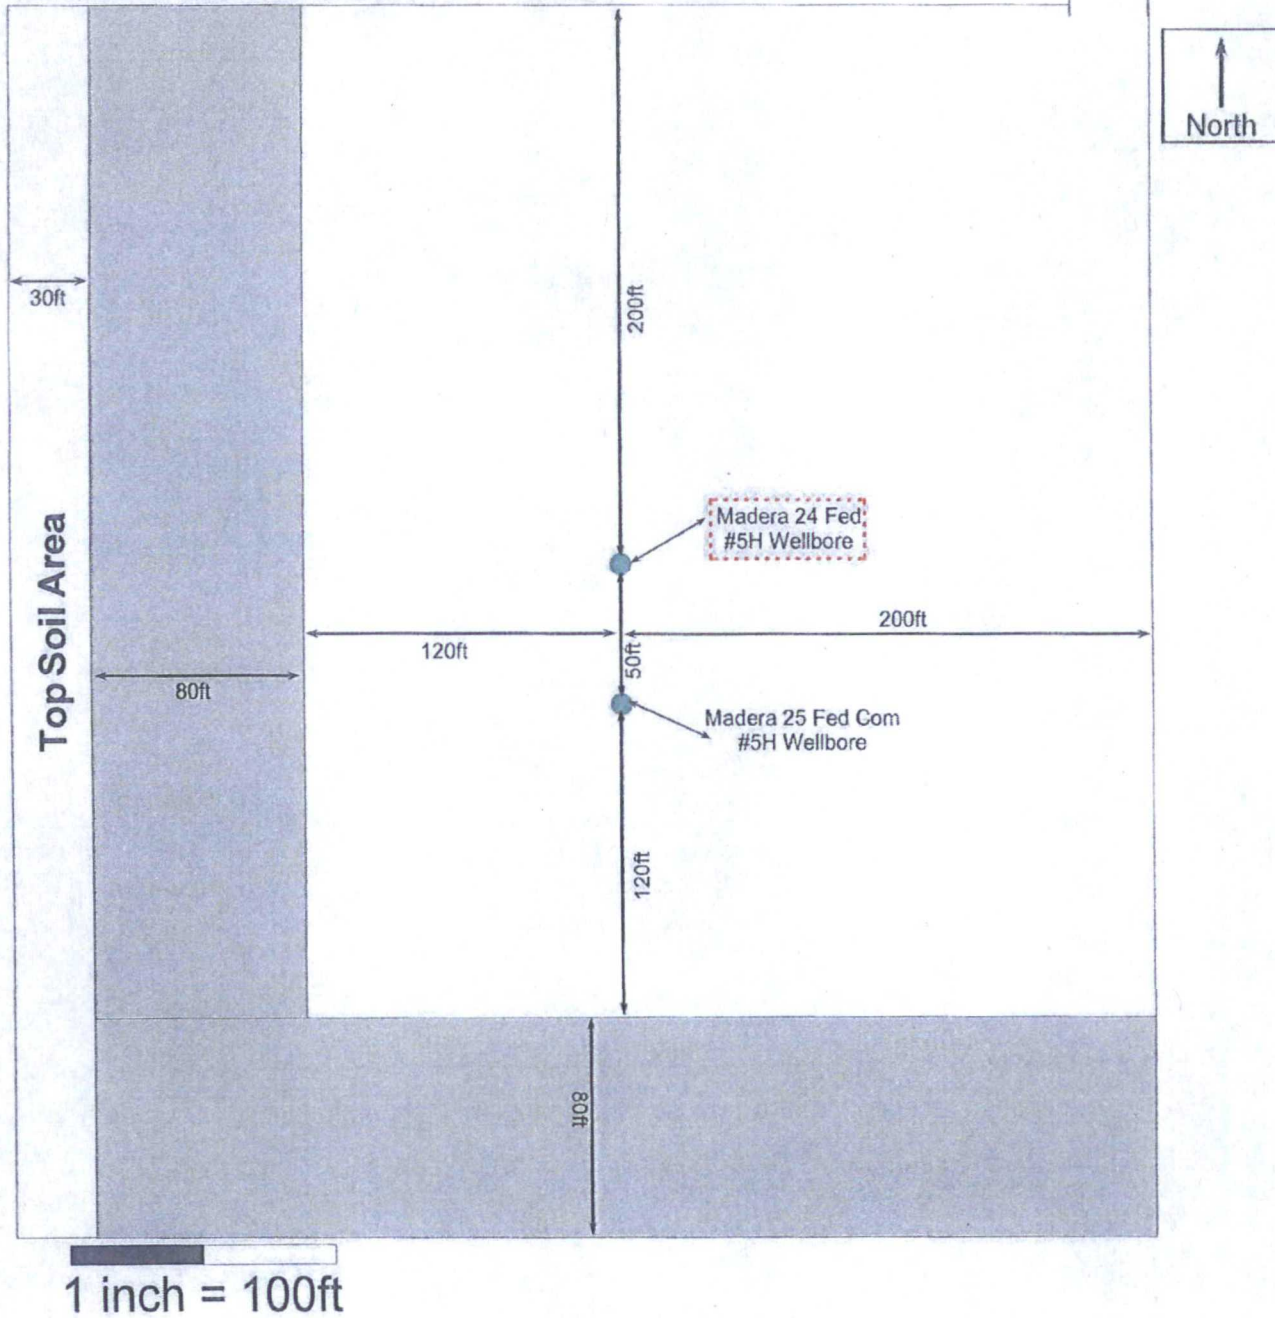 North
30ft
200ft
Madera 24 Fed
#5H Wellbore
200ft
120ft
50ft
80ft
Top Soil Area
Madera 25 Fed Com
#5H Wellbore
120ft
80ft
1 inch = 100ft